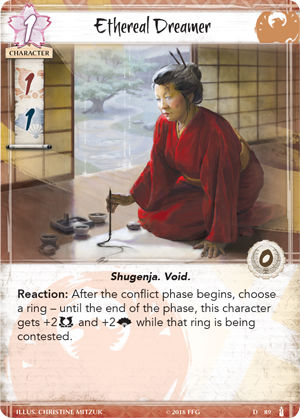 Ethereal Dreamer
1
CHARACTER
1
1
0
Shugenja. Void.
Reaction: After the conflict phase begins, choose
a ring – until the end of the phase, this character
gets +2 and +2 while that ring is being
contested.
ILLUS. CHRISTINE MITZUK ©2018 FFG D 89